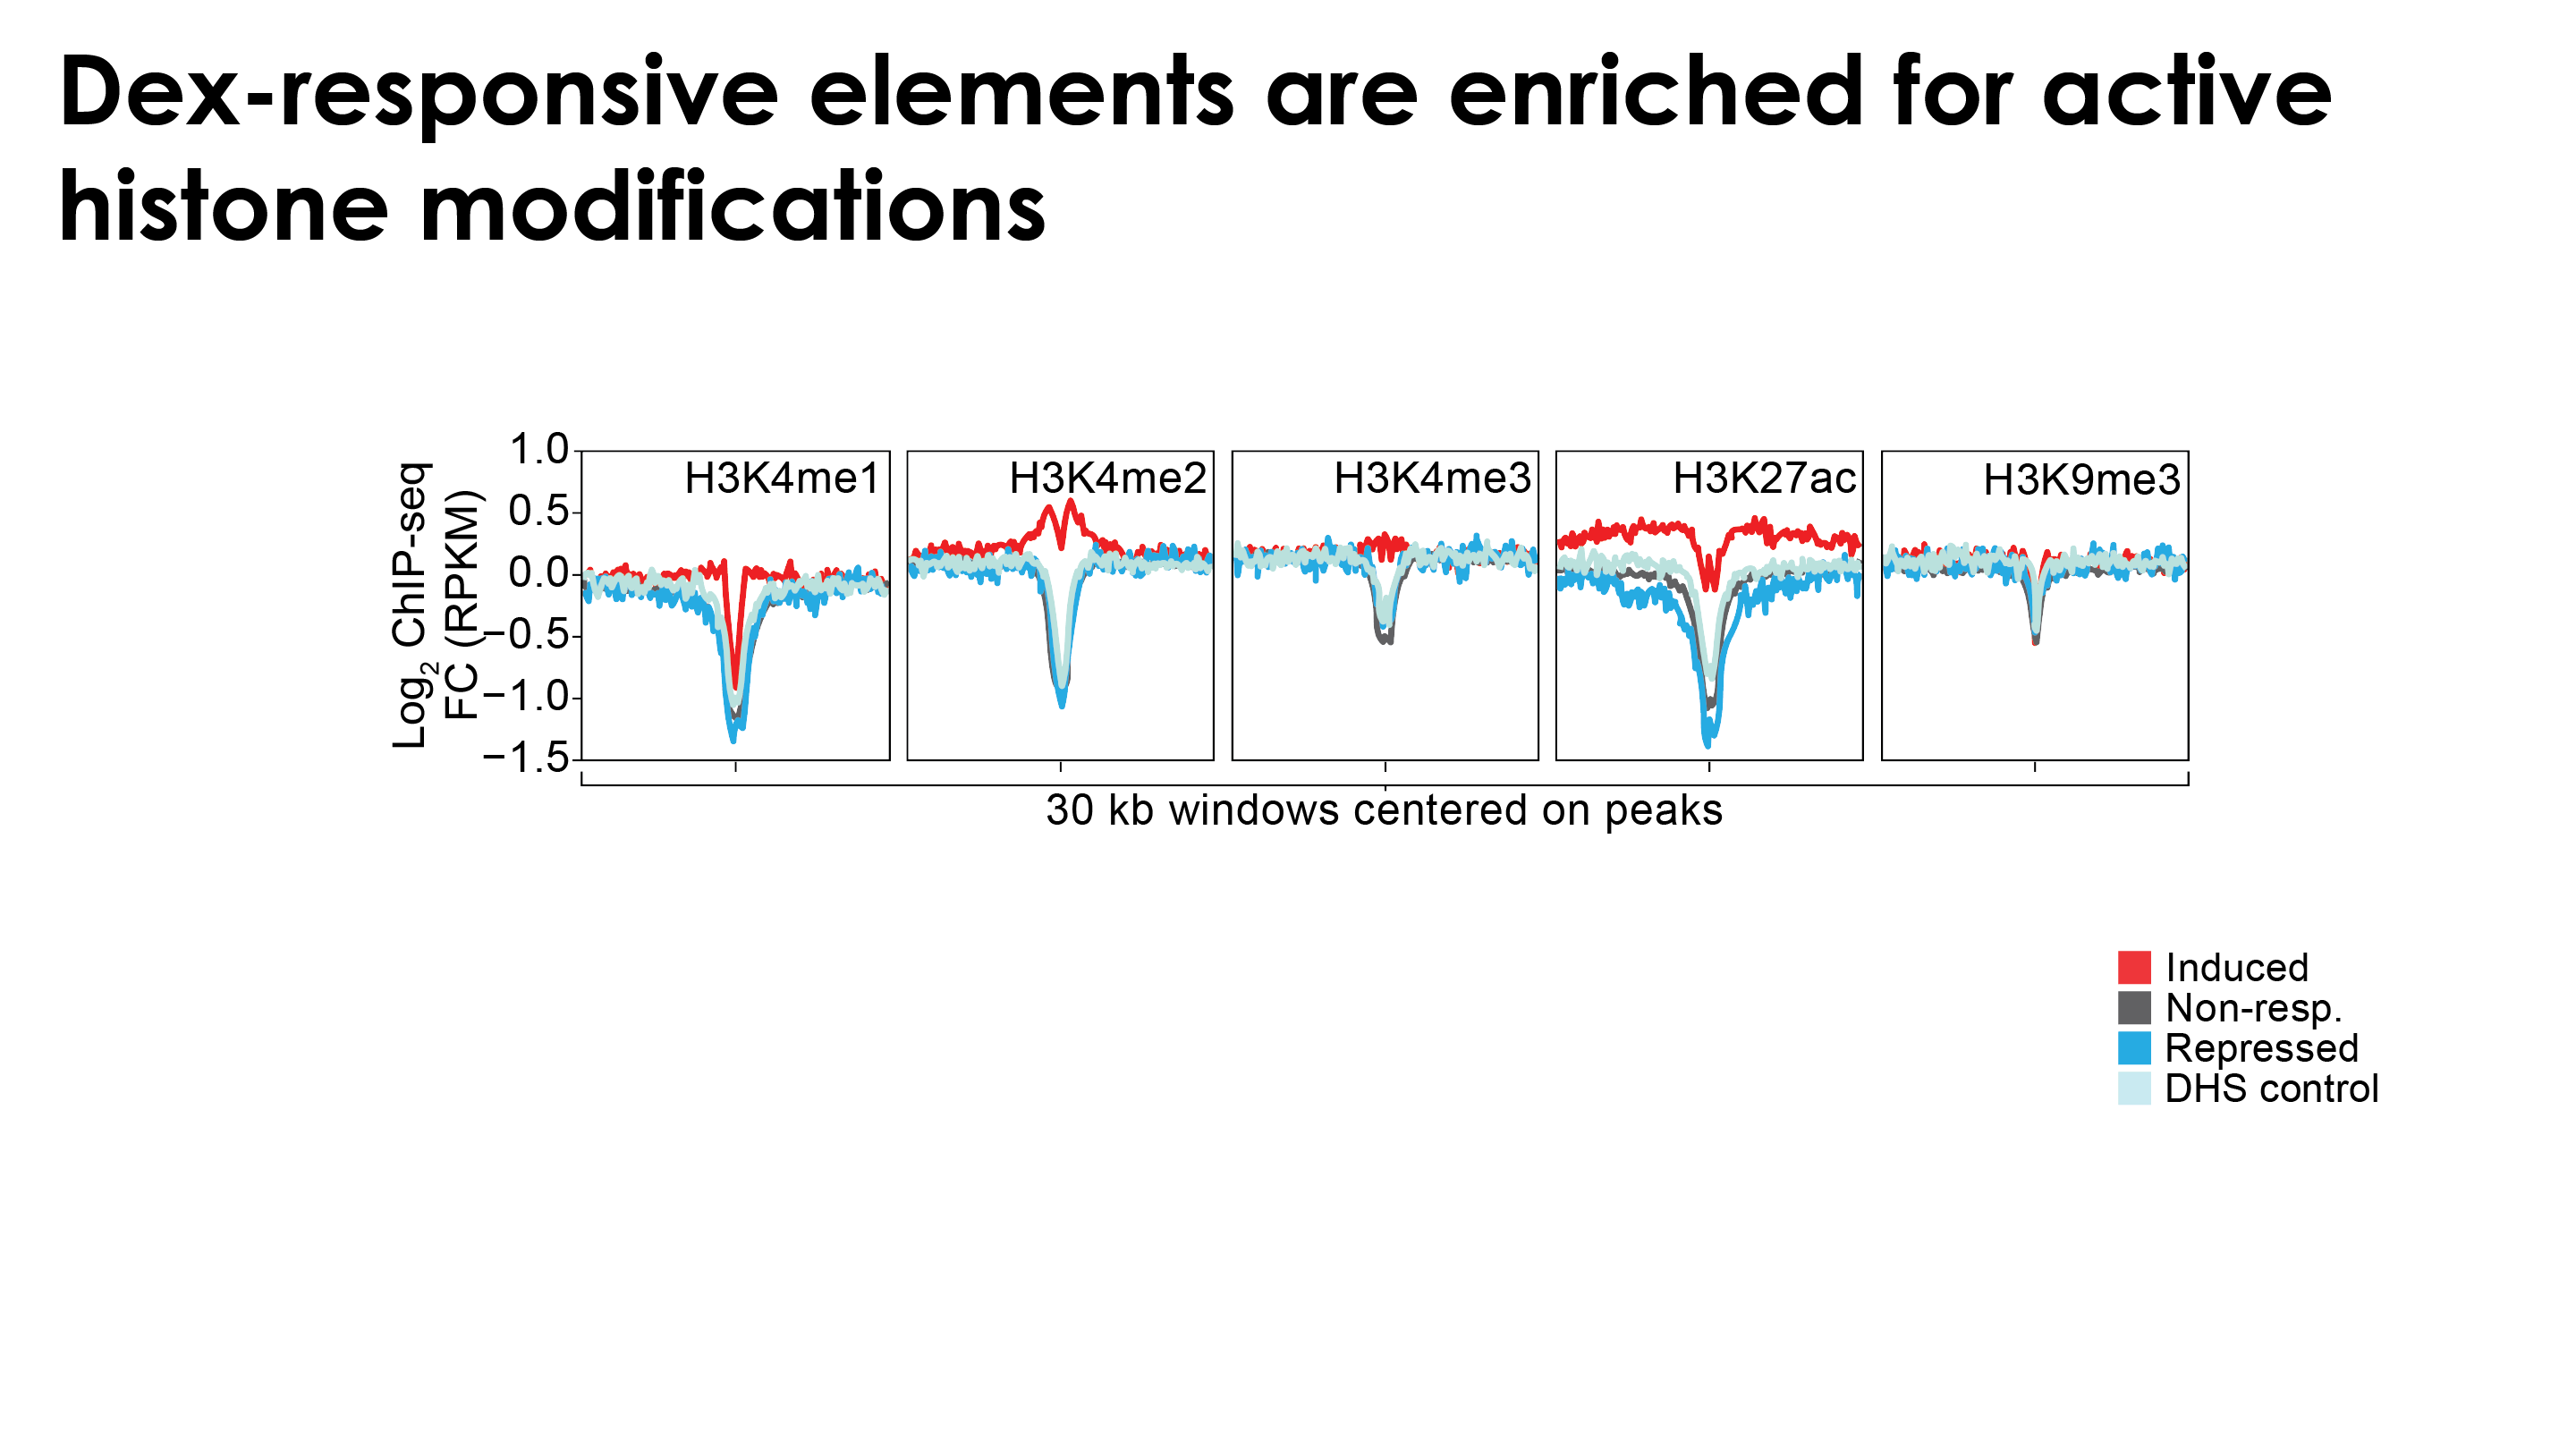 Dex-responsive elements are enriched for active
histone modifications
Log2 ChIP-seq
FC (RPKM)
1.0
0.5
0.0
−0.5
−1.0
−1.5
H3K4me1
H3K4me2
H3K4me3
H3K27ac
H3K9me3
30 kb windows centered on peaks
Induced
Non-resp.
Repressed
DHS control